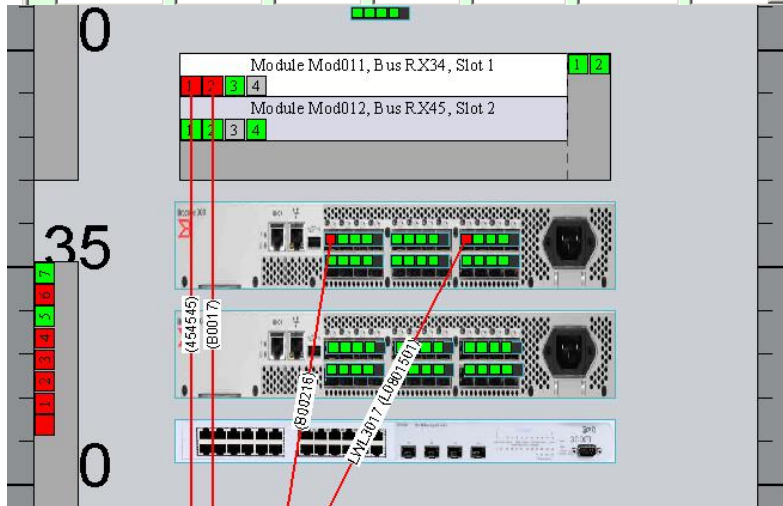 0
Module Mod011, Bus RX34, Slot 1
1 2
1 2 3 4
Module Mod012, Bus RX45, Slot 2
1 2 3 4
35
7
6
5
4
3
2
1
(454545)
(B0017)
(B00216)
LWL3017 (L0801501)
0